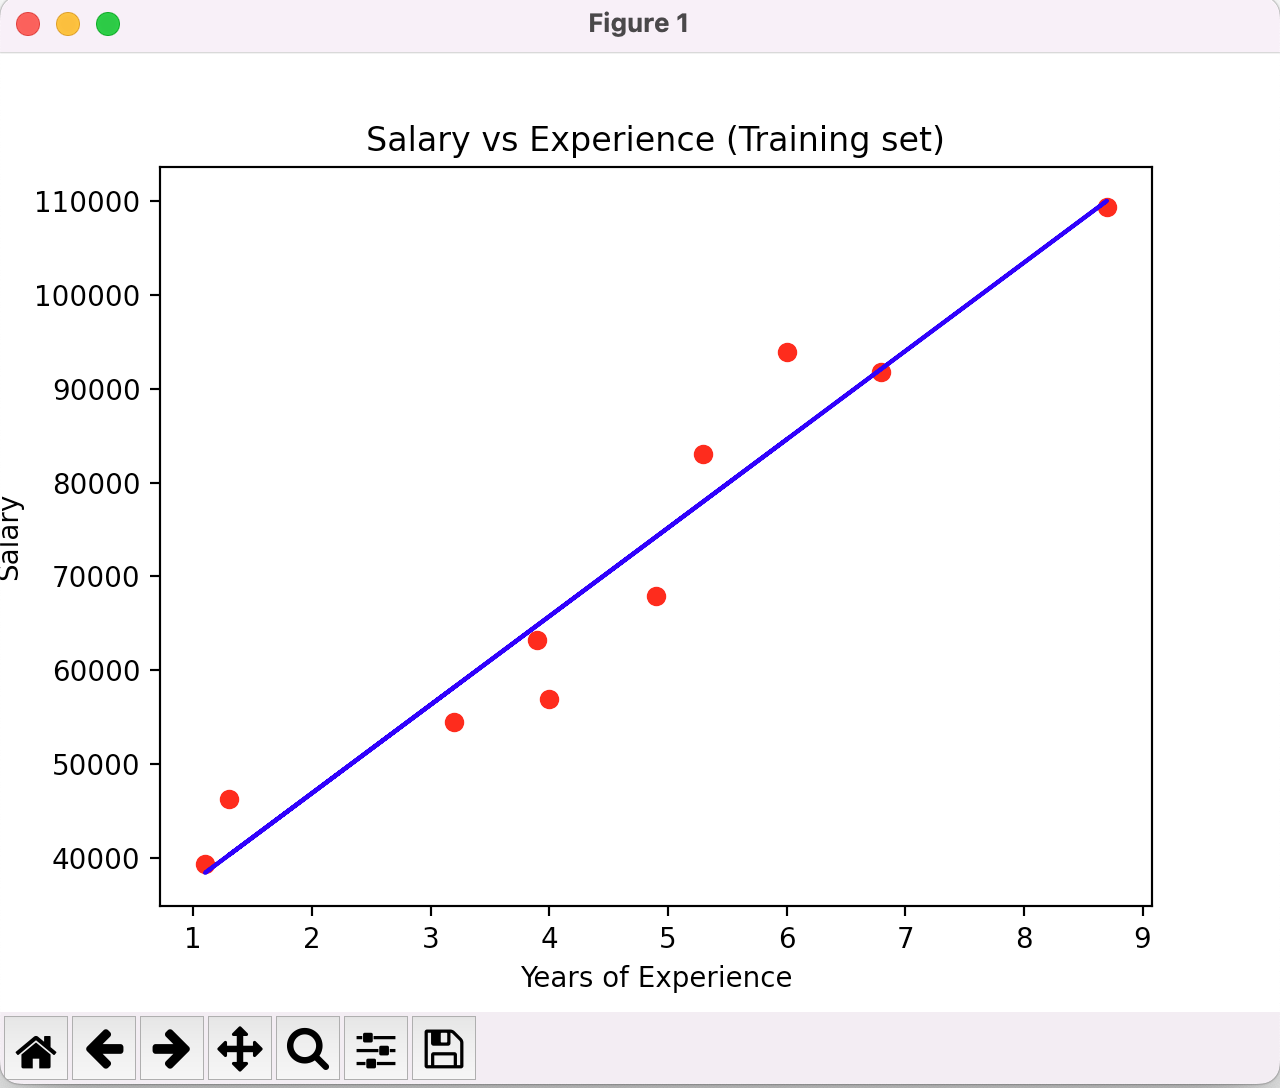 Figure 1
Salary vs Experience (Training set)
110000
100000
90000
80000
70000
60000
50000
40000
Salary
1 2 3 4 5 6 7 8 9
Years of Experience